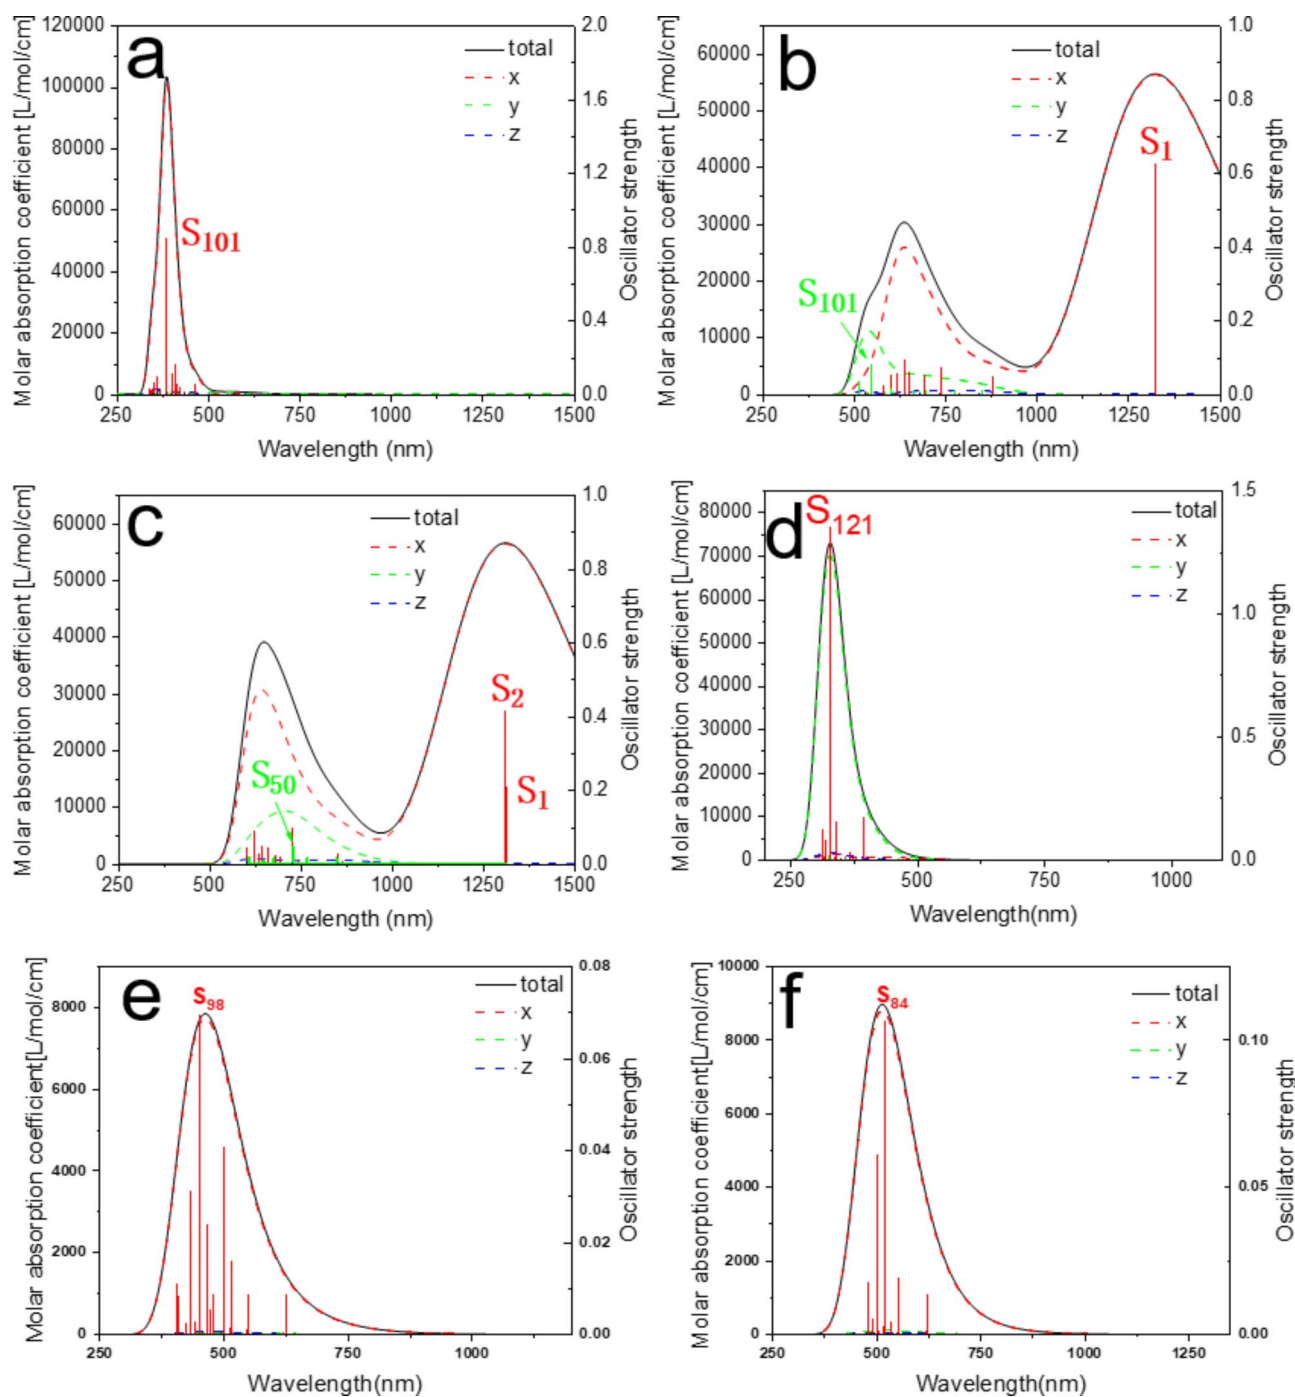 a
Molar absorption coefficient [L/mol/cm]
120000
100000
80000
60000
40000
20000
0
2.0
1.6
1.2
0.8
0.4
0.0
Oscillator strength
total
x
y
z
S101
250 500 750 1000 1250 1500
Wavelength (nm)
b
Molar absorption coefficient [L/mol/cm]
60000
50000
40000
30000
20000
10000
0
1.0
0.8
0.6
0.4
0.2
0.0
Oscillator strength
total
x
y
z
S1
S101
500 750 1000 1250 1500
Wavelength (nm)
c
Molar absorption coefficient [L/mol/cm]
60000
50000
40000
30000
20000
10000
0
1.0
0.8
0.6
0.4
0.2
0.0
Oscillator strength
total
x
y
z
S2
S50
S1
250 500 750 1000 1250 1500
Wavelength (nm)
d
Molar absorption coefficient [L/mol/cm]
80000
70000
60000
50000
40000
30000
20000
10000
0
1.5
1.0
0.5
0.0
Oscillator strength
S121
total
x
y
z
250 500 750 1000
Wavelength(nm)
e
Molar absorption coefficient[L/mol/cm]
8000
6000
4000
2000
0
0.08
0.06
0.04
0.02
0.00
Oscillator strength
S98
total
x
y
z
250 500 750 1000
Wavelength(nm)
f
Molar absorption coefficient[L/mol/cm]
10000
8000
6000
4000
2000
0
0.10
0.05
0.00
Oscillator strength
S84
total
x
y
z
250 500 750 1000 1250
Wavelength(nm)